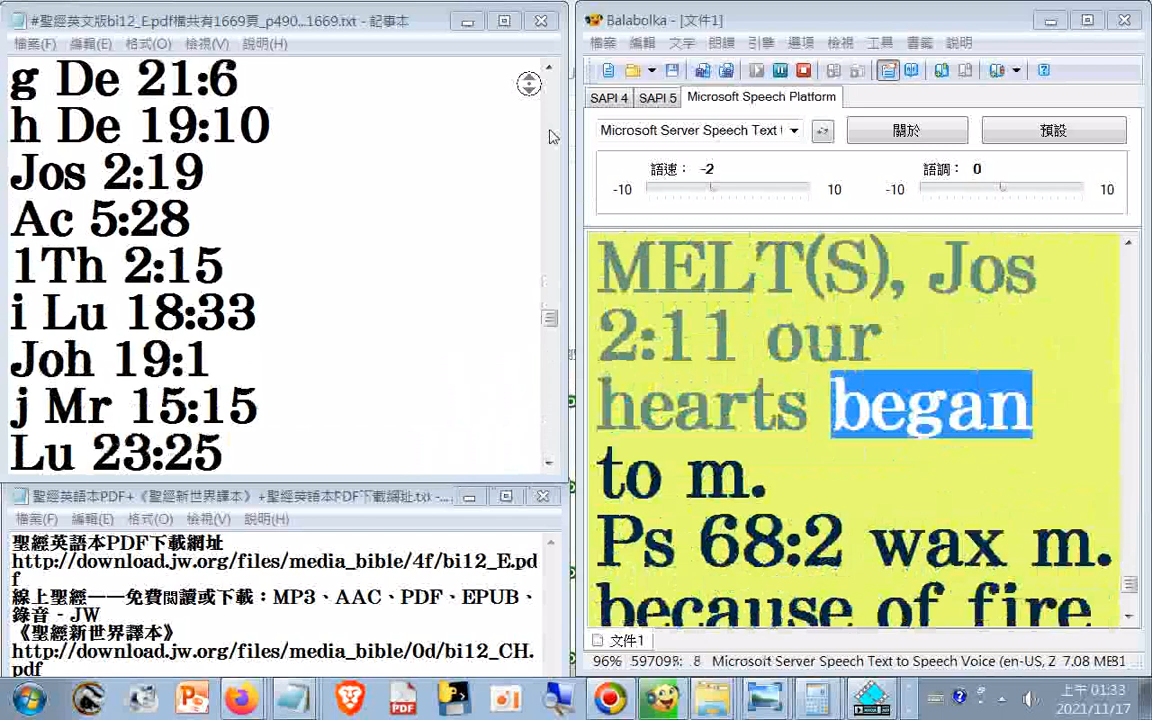 #聖經英文版bi12_E.pdf檔共有1669頁_p490...1669.txt - 記事本
檔案(F) 編輯(E) 格式(O) 檢視(V) 說明(H)
g De 21:6
h De 19:10
Jos 2:19
Ac 5:28
1Th 2:15
i Lu 18:33
Joh 19:1
j Mr 15:15
Lu 23:25
聖經英語本PDF+《聖經新世界譯本》+聖經英語本PDF下載網址.txt -...
檔案(F) 編輯(E) 格式(O) 檢視(V) 說明(H)
聖經英語本PDF下載網址
http://download.jw.org/files/media_bible/4f/bi12_E.pd
f
線上聖經——免費閱讀或下載：MP3、AAC、PDF、EPUB、
錄音 - JW
《聖經新世界譯本》
http://download.jw.org/files/media_bible/0d/bi12_CH.
pdf
Balabolka - [文件1]
檔案 編輯 文字 朗讀 引擎 選項 檢視 工具 書籤 說明
SAPI 4 SAPI 5 Microsoft Speech Platform
Microsoft Server Speech Text 關於 預設
語速： -2 語調： 0
-10 10 -10 10
MELT(S), Jos
2:11 our
hearts began
to m.
Ps 68:2 wax m.
because of fire
文件1
96% Microsoft Server Speech Text to Speech Voice (en-US, Z 7.08 MB
上午 01:33
2021/11/17